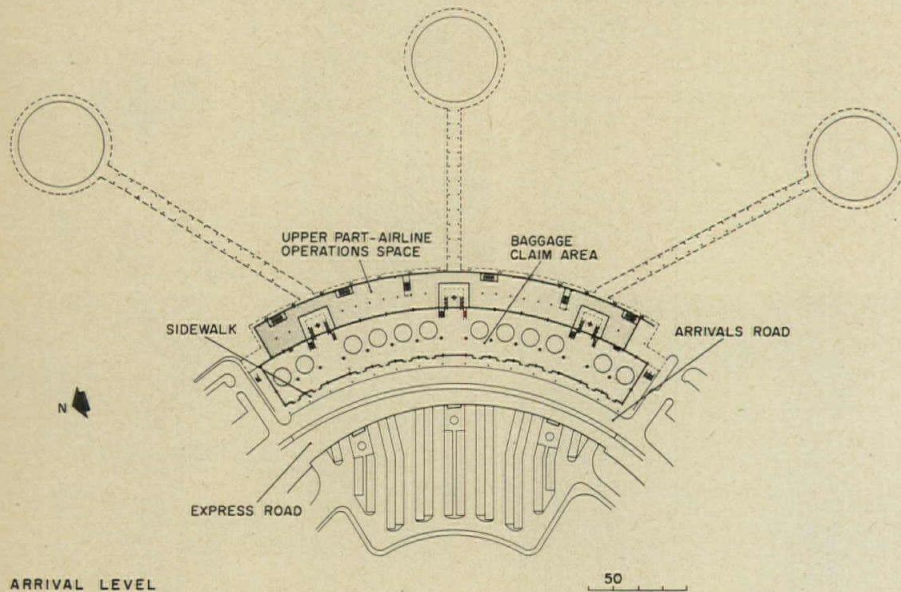 UPPER PART-AIRLINE
OPERATIONS SPACE
BAGGAGE
CLAIM AREA
SIDEWALK
ARRIVALS ROAD
N
EXPRESS ROAD
ARRIVAL LEVEL
50